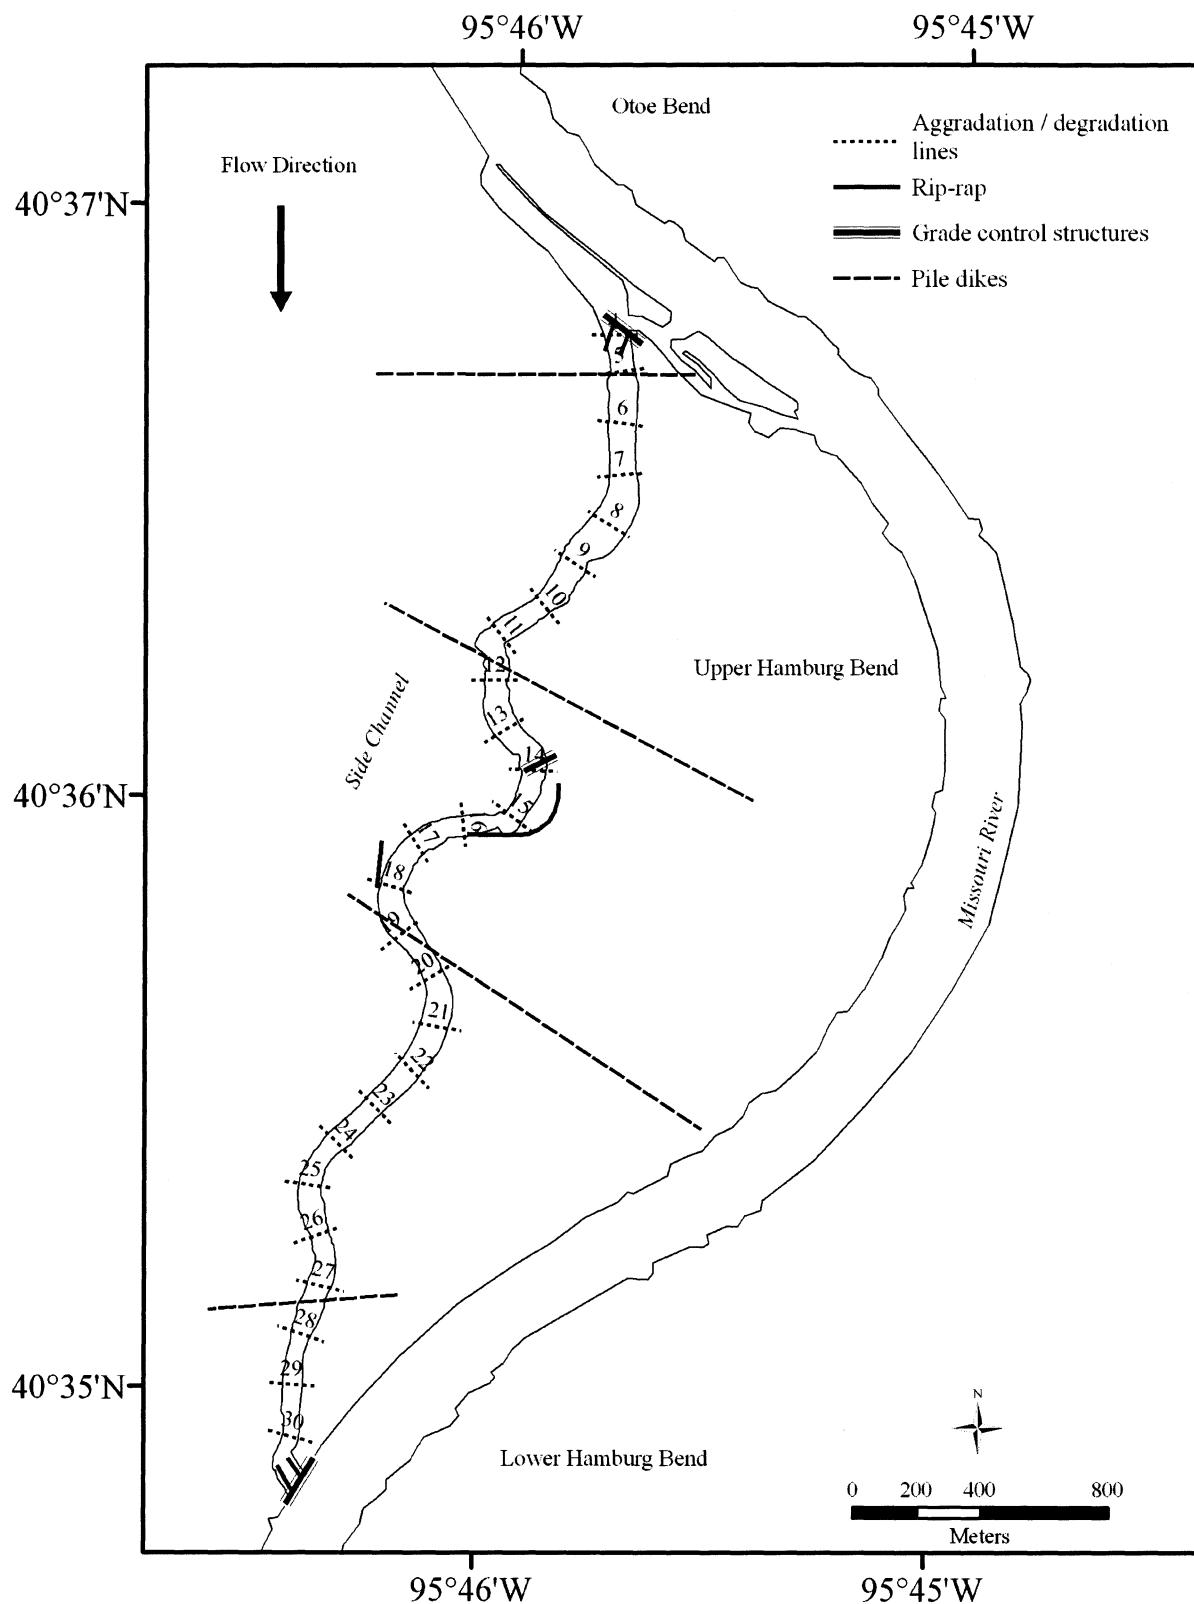 95°46'W
95°45'W
Otoe Bend
Aggradation / degradation
lines
Flow Direction
Rip-rap
40°37'N
Grade control structures
Pile dikes
5
6
7
8
9
10
11
12
Upper Hamburg Bend
13
Side Channel
14
40°36'N
15
17
Missouri River
18
20
21
22
23
24
25
26
27
28
29
40°35'N
30
N
Lower Hamburg Bend
0 200 400 800
Meters
95°46'W
95°45'W